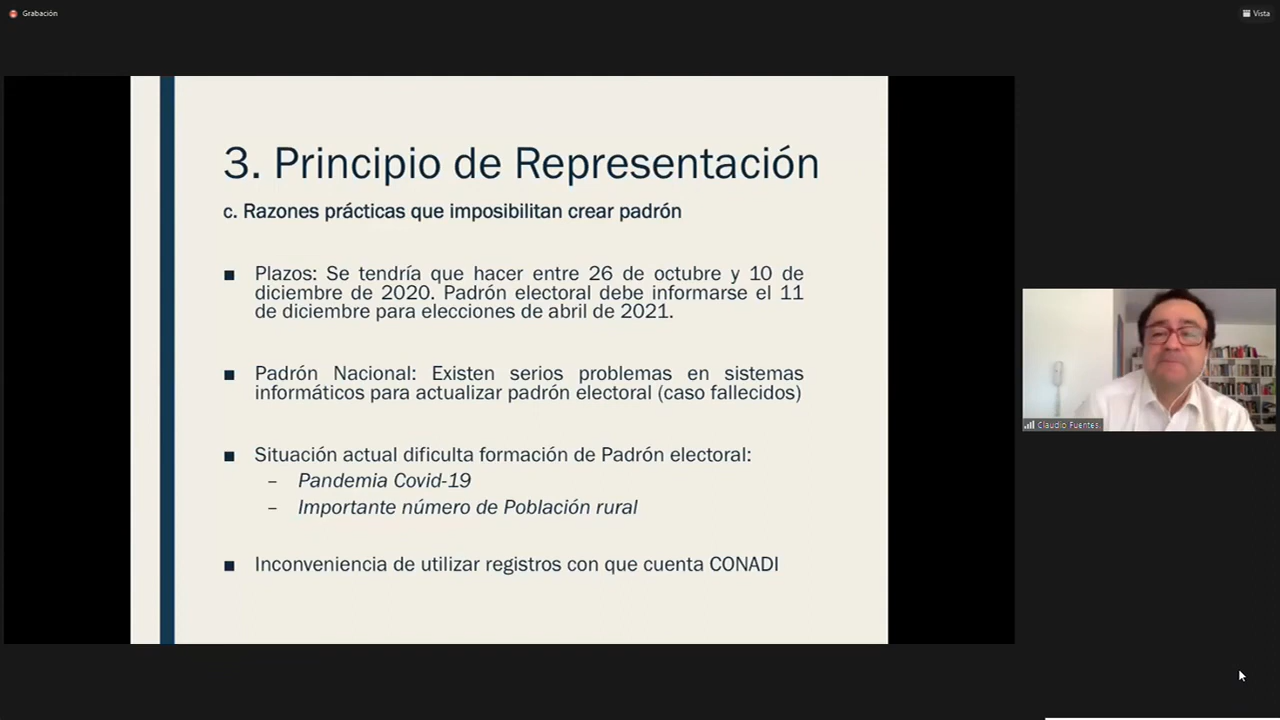 Grabación
Vista
3. Principio de Representación
c. Razones prácticas que imposibilitan crear padrón
■ Plazos: Se tendría que hacer entre 26 de octubre y 10 de
diciembre de 2020. Padrón electoral debe informarse el 11
de diciembre para elecciones de abril de 2021.
■ Padrón Nacional: Existen serios problemas en sistemas
informáticos para actualizar padrón electoral (caso fallecidos)
■ Situación actual dificulta formación de Padrón electoral:
– Pandemia Covid-19
– Importante número de Población rural
■ Inconveniencia de utilizar registros con que cuenta CONADI
Claudio Fuentes.